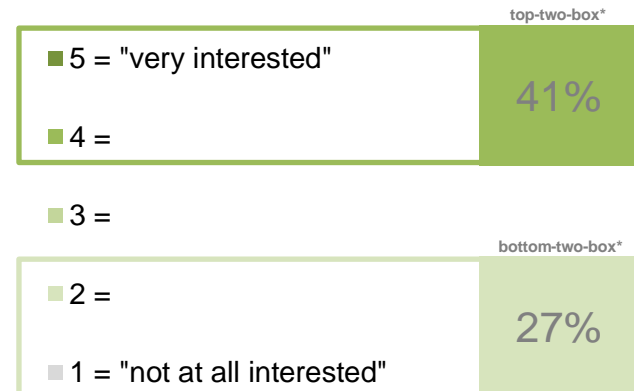 top-two-box*
5 = "very interested"
41%
4 =
3 =
bottom-two-box*
2 =
27%
1 = "not at all interested"